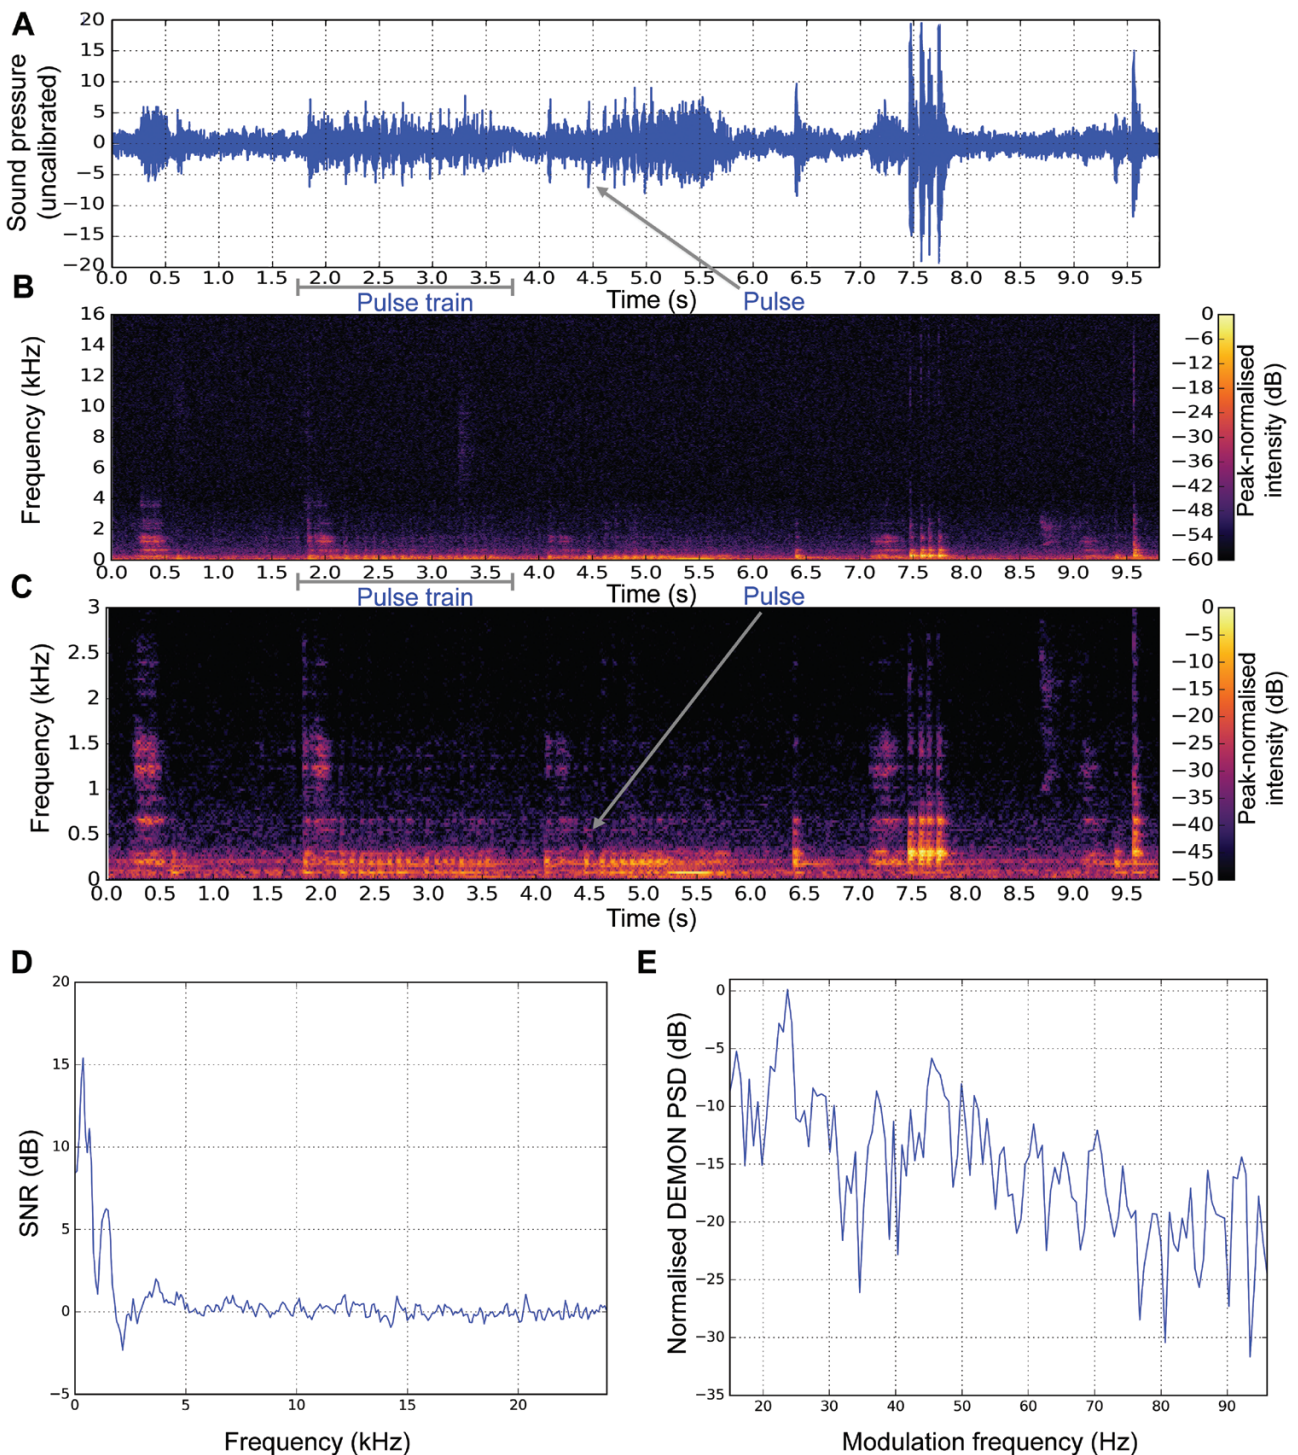 A
Sound pressure
(uncalibrated)
20
15
10
5
0
−5
−10
−15
−20
0.0 0.5 1.0 1.5 2.0 2.5 3.0 3.5 4.0 4.5 5.0 5.5 6.0 6.5 7.0 7.5 8.0 8.5 9.0 9.5
Pulse train
Time (s)
Pulse
B
Frequency (kHz)
16
14
12
10
8
6
4
2
0
0.0 0.5 1.0 1.5 2.0 2.5 3.0 3.5 4.0 4.5 5.0 5.5 6.0 6.5 7.0 7.5 8.0 8.5 9.0 9.5
0
−6
−12
−18
−24
−30
−36
−42
−48
−54
−60
Peak-normalised
intensity (dB)
Pulse train
Time (s)
Pulse
C
Frequency (kHz)
3
2.5
2
1.5
1
0.5
0
0.0 0.5 1.0 1.5 2.0 2.5 3.0 3.5 4.0 4.5 5.0 5.5 6.0 6.5 7.0 7.5 8.0 8.5 9.0 9.5
Time (s)
0
−5
−10
−15
−20
−25
−30
−35
−40
−45
−50
Peak-normalised
intensity (dB)
D
SNR (dB)
20
15
10
5
0
−5
0 5 10 15 20
Frequency (kHz)
E
Normalised DEMON PSD (dB)
0
−5
−10
−15
−20
−25
−30
−35
20 30 40 50 60 70 80 90
Modulation frequency (Hz)